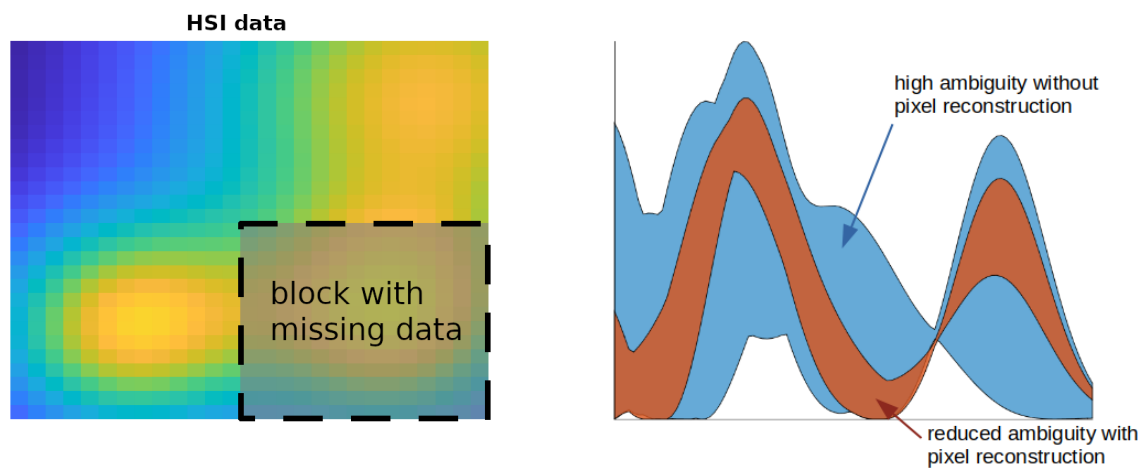 HSI data
block with
missing data
high ambiguity without
pixel reconstruction
reduced ambiguity with
pixel reconstruction